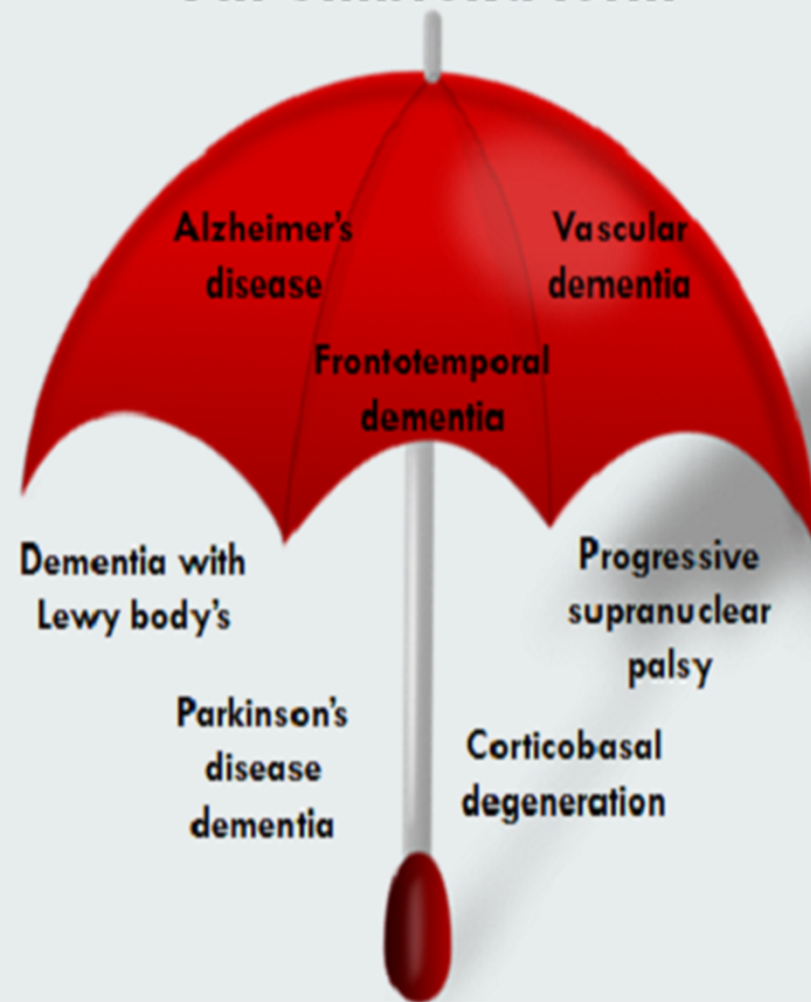 Alzheimer's
disease
Vascular
dementia
Frontotemporal
dementia
Dementia with
Lewy body's
Progressive
supranuclear
palsy
Parkinson's
disease
dementia
Corticobasal
degeneration